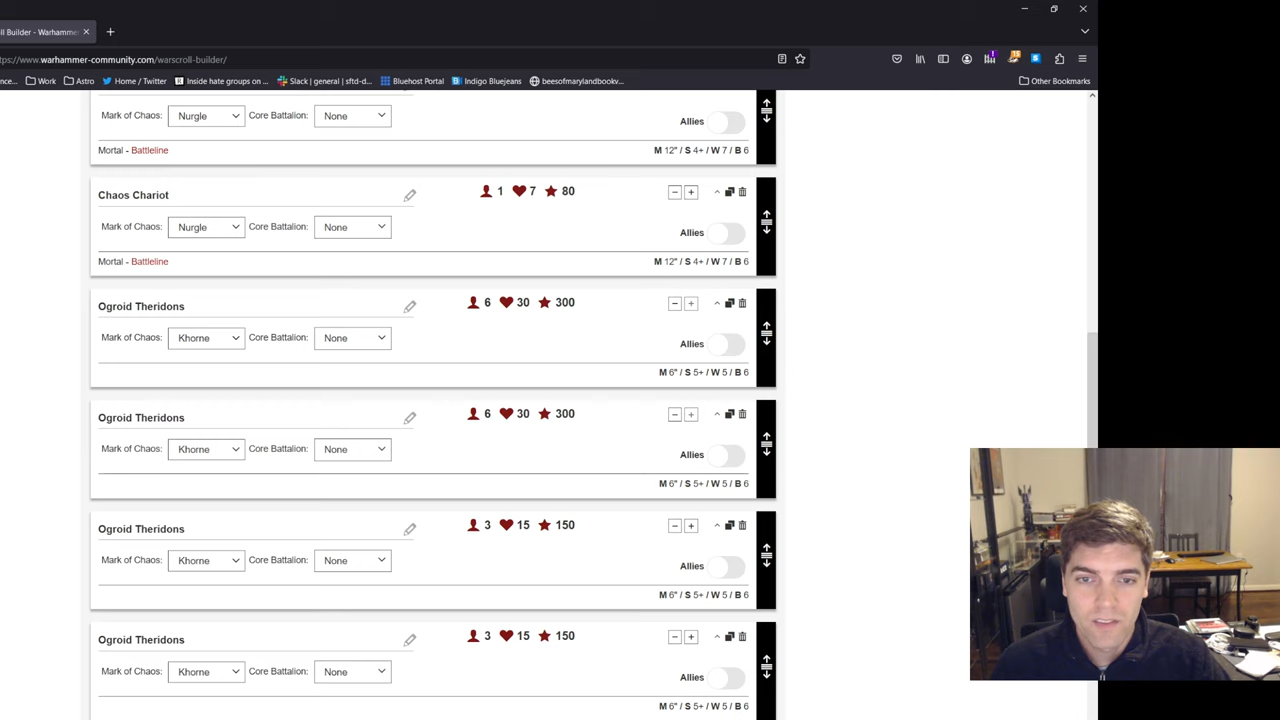 ll Builder - Warhamme
ttps://www.warhammer-community.com/warscroll-builder/
1
15
nce...
Work
Astro
Home / Twitter
Inside hate groups on ...
Slack | general | sftd-d...
Bluehost Portal
Indigo Bluejeans
beesofmarylandbookv...
Other Bookmarks
Mark of Chaos: Nurgle Core Battalion: None
Allies
Mortal - Battleline M 12" / S 4+ / W 7 / B 6
Chaos Chariot 1 7 80 − +
Mark of Chaos: Nurgle Core Battalion: None
Allies
Mortal - Battleline M 12" / S 4+ / W 7 / B 6
Ogroid Theridons 6 30 300 − +
Mark of Chaos: Khorne Core Battalion: None
Allies
M 6" / S 5+ / W 5 / B 6
Ogroid Theridons 6 30 300 − +
Mark of Chaos: Khorne Core Battalion: None
Allies
M 6" / S 5+ / W 5 / B 6
Ogroid Theridons 3 15 150 − +
Mark of Chaos: Khorne Core Battalion: None
Allies
M 6" / S 5+ / W 5 / B 6
Ogroid Theridons 3 15 150 − +
Mark of Chaos: Khorne Core Battalion: None
Allies
M 6" / S 5+ / W 5 / B 6